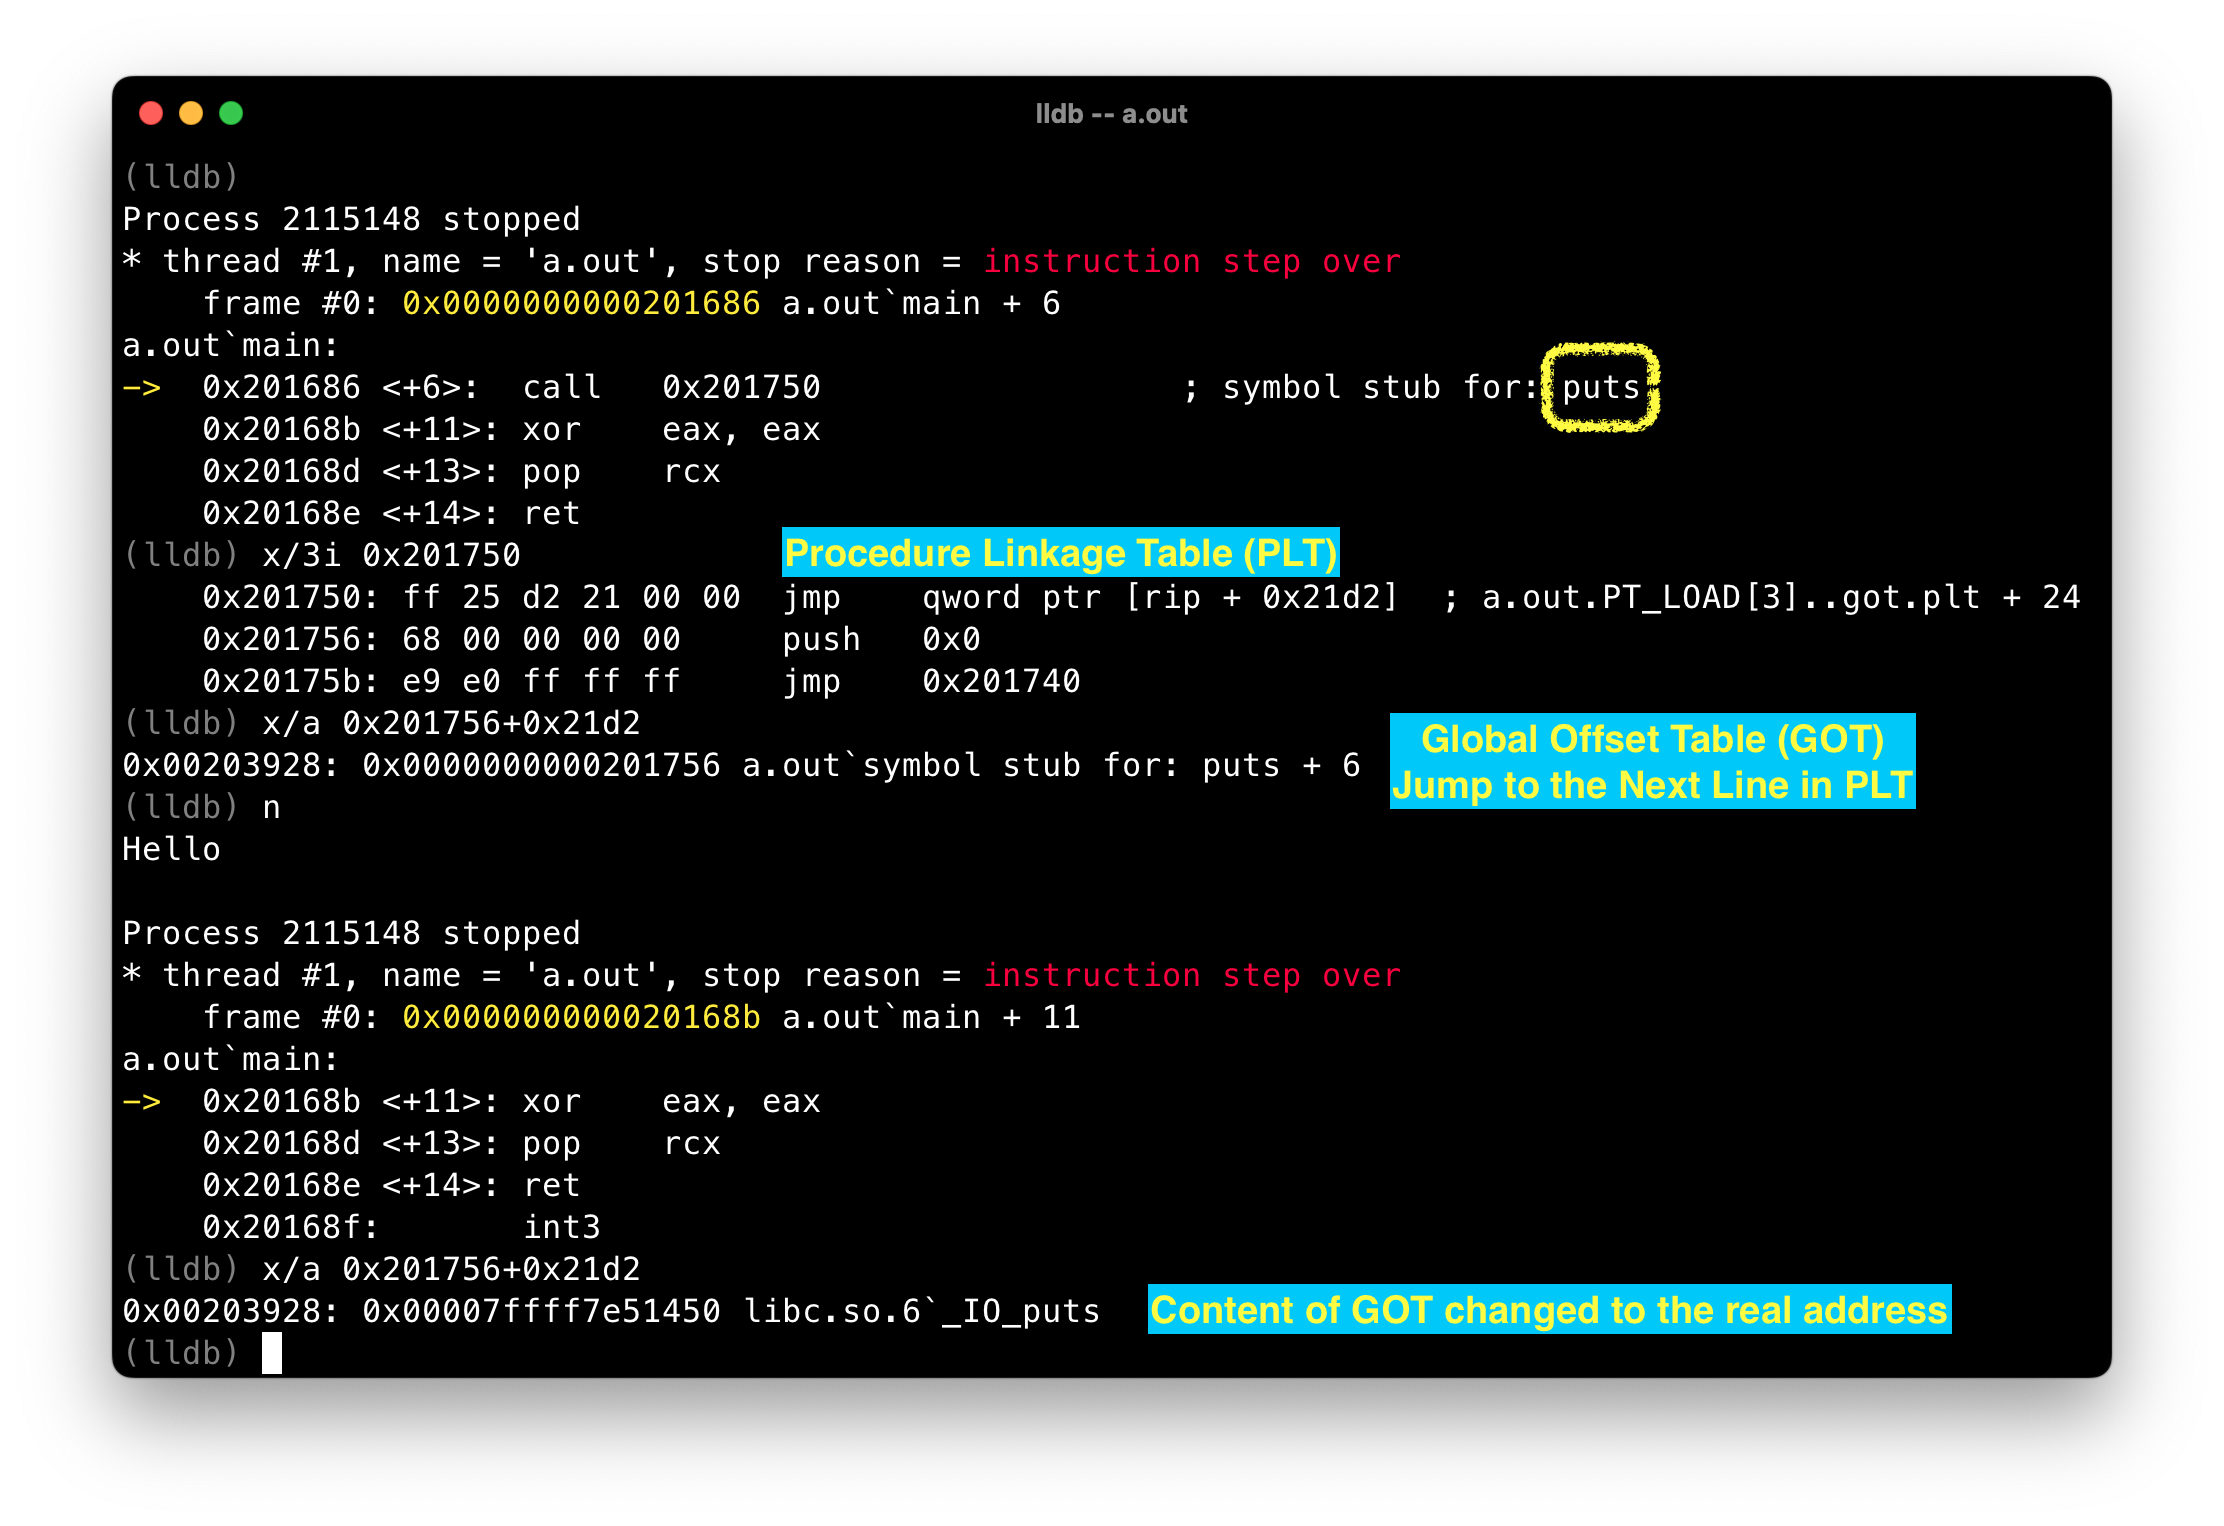 lldb -- a.out
(lldb)
Process 2115148 stopped
* thread #1, name = 'a.out', stop reason = instruction step over
    frame #0: 0x0000000000201686 a.out`main + 6
a.out`main:
->  0x201686 <+6>:  call   0x201750                  ; symbol stub for: puts
    0x20168b <+11>: xor    eax, eax
    0x20168d <+13>: pop    rcx
    0x20168e <+14>: ret
(lldb) x/3i 0x201750
Procedure Linkage Table (PLT)
    0x201750: ff 25 d2 21 00 00  jmp    qword ptr [rip + 0x21d2]  ; a.out.PT_LOAD[3]..got.plt + 24
    0x201756: 68 00 00 00 00     push   0x0
    0x20175b: e9 e0 ff ff ff     jmp    0x201740
(lldb) x/a 0x201756+0x21d2
0x00203928: 0x0000000000201756 a.out`symbol stub for: puts + 6
Global Offset Table (GOT)
Jump to the Next Line in PLT
(lldb) n
Hello
Process 2115148 stopped
* thread #1, name = 'a.out', stop reason = instruction step over
    frame #0: 0x000000000020168b a.out`main + 11
a.out`main:
->  0x20168b <+11>: xor    eax, eax
    0x20168d <+13>: pop    rcx
    0x20168e <+14>: ret
    0x20168f:       int3
(lldb) x/a 0x201756+0x21d2
0x00203928: 0x00007ffff7e51450 libc.so.6`_IO_puts
Content of GOT changed to the real address
(lldb)